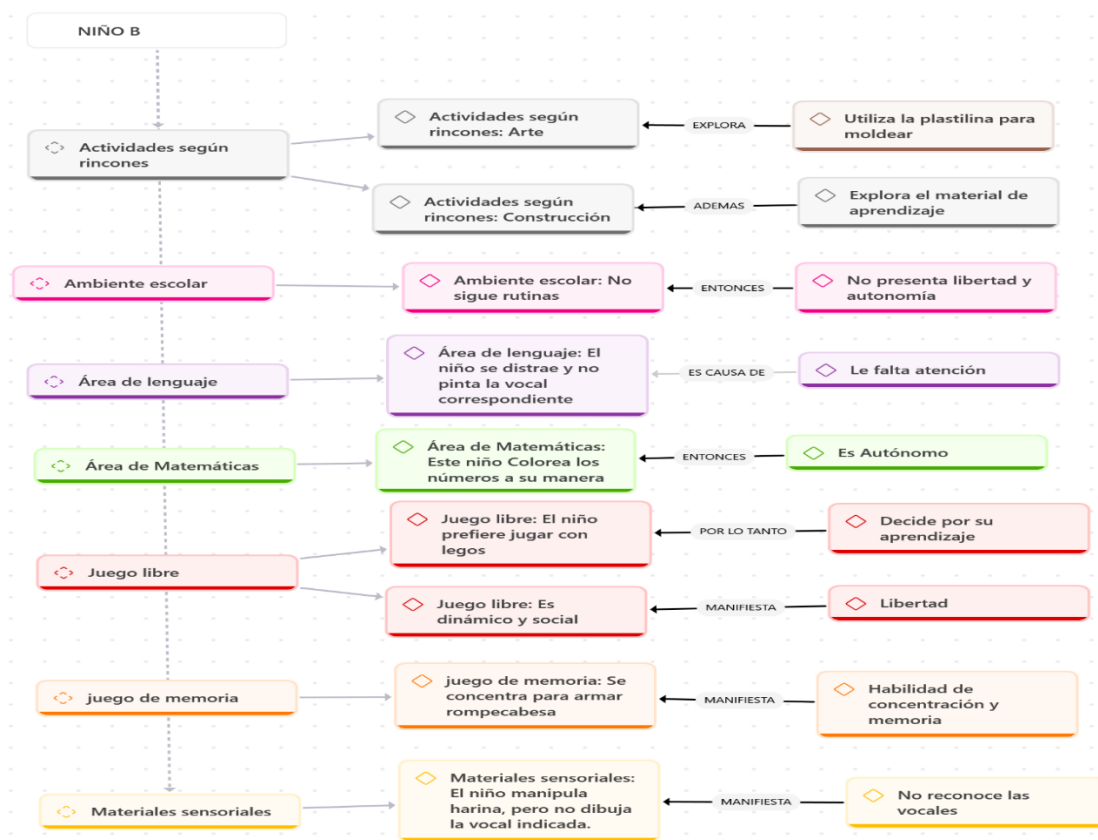 NIÑO B
Actividades según
rincones
Actividades según
rincones: Arte
EXPLORA
Utiliza la plastilina para
moldear
Actividades según
rincones: Construcción
ADEMAS
Explora el material de
aprendizaje
Ambiente escolar
Ambiente escolar: No
sigue rutinas
ENTONCES
No presenta libertad y
autonomía
Área de lenguaje
Área de lenguaje: El
niño se distrae y no
pinta la vocal
correspondiente
ES CAUSA DE
Le falta atención
Área de Matemáticas
Área de Matemáticas:
Este niño Colorea los
números a su manera
ENTONCES
Es Autónomo
Juego libre
Juego libre: El niño
prefiere jugar con
legos
POR LO TANTO
Decide por su
aprendizaje
Juego libre: Es
dinámico y social
MANIFIESTA
Libertad
juego de memoria
juego de memoria: Se
concentra para armar
rompecabesa
MANIFIESTA
Habilidad de
concentración y
memoria
Materiales sensoriales
Materiales sensoriales:
El niño manipula
harina, pero no dibuja
la vocal indicada.
MANIFIESTA
No reconoce las
vocales